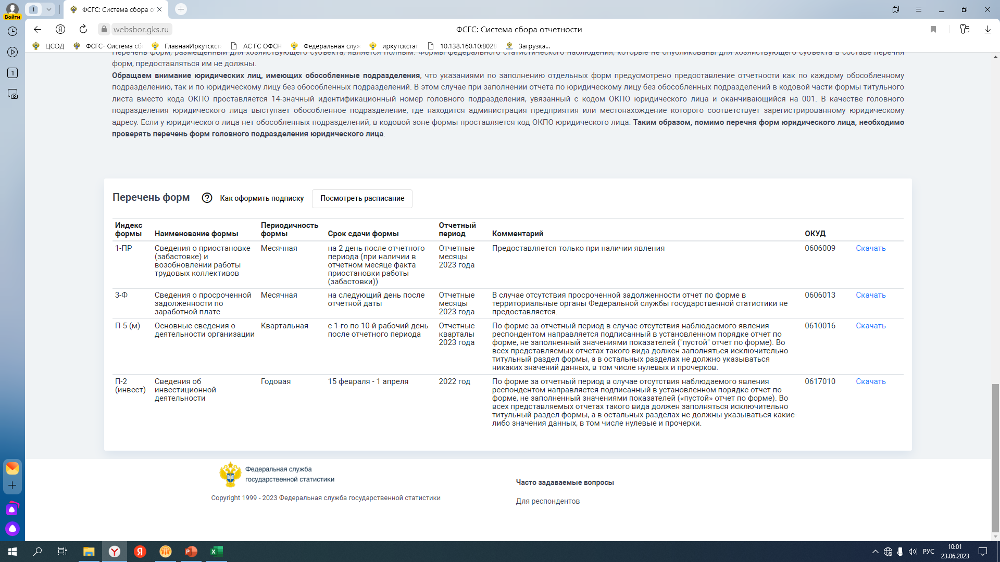 Войти
1
ФСГС: Система сбора о
websbor.gks.ru
ФСГС: Система сбора отчетности
ЦСОД
ФСГС- Система сб
ГлавнаяИркутскст
АС ГС ОФСН
Федеральная служ
иркутскстат
10.138.160.10:8028
Загрузка...
1
Перечень форм, размещенный для хозяйствующего субъекта, является полным. Формы федерального статистического наблюдения, которые не опубликованы для хозяйствующего субъекта в составе перечня
форм, предоставляться им не должны.
Обращаем внимание юридических лиц, имеющих обособленные подразделения, что указаниями по заполнению отдельных форм предусмотрено предоставление отчетности как по каждому обособленному
подразделению, так и по юридическому лицу без обособленных подразделений. В этом случае при заполнении отчета по юридическому лицу без обособленных подразделений в кодовой части формы титульного
листа вместо кода ОКПО проставляется 14-значный идентификационный номер головного подразделения, увязанный с кодом ОКПО юридического лица и оканчивающийся на 001. В качестве головного
подразделения юридического лица выступает обособленное подразделение, где находится администрация предприятия или местонахождение которого соответствует зарегистрированному юридическому
адресу. Если у юридического лица нет обособленных подразделений, в кодовой зоне формы проставляется код ОКПО юридического лица. Таким образом, помимо перечня форм юридического лица, необходимо
проверять перечень форм головного подразделения юридического лица.
Перечень форм
Как оформить подписку
Посмотреть расписание
Индекс формы
Наименование формы
Периодичность формы
Срок сдачи формы
Отчетный период
Комментарий
ОКУД
1-ПР
Сведения о приостановке
(забастовке) и
возобновлении работы
трудовых коллективов
Месячная
на 2 день после отчетного
периода (при наличии в
отчетном месяце факта
приостановки работы
(забастовки))
Отчетные
месяцы
2023 года
Предоставляется только при наличии явления
0606009
Скачать
3-Ф
Сведения о просроченной
задолженности по
заработной плате
Месячная
на следующий день после
отчетной даты
Отчетные
месяцы
2023 года
В случае отсутствия просроченной задолженности отчет по форме в
территориальные органы Федеральной службы государственной статистики не
предоставляется.
0606013
Скачать
П-5 (м)
Основные сведения о
деятельности организации
Квартальная
с 1-го по 10-й рабочий день
после отчетного периода
Отчетные
кварталы
2023 года
По форме за отчетный период в случае отсутствия наблюдаемого явления
респондентом направляется подписанный в установленном порядке отчет по
форме, не заполненный значениями показателей ("пустой" отчет по форме). Во
всех представляемых отчетах такого вида должен заполняться исключительно
титульный раздел формы, а в остальных разделах не должно указываться
никаких значений данных, в том числе нулевых и прочерков.
0610016
Скачать
П-2
(инвест)
Сведения об
инвестиционной
деятельности
Годовая
15 февраля - 1 апреля
2022 год
По форме за отчетный период в случае отсутствия наблюдаемого явления
респондентом направляется подписанный в установленном порядке отчет по
форме, не заполненный значениями показателей («пустой» отчет по форме). Во
всех представляемых отчетах такого вида должен заполняться исключительно
титульный раздел формы, а в остальных разделах не должны указываться какие-
либо значения данных, в том числе нулевые и прочерки.
0617010
Скачать
Федеральная служба
государственной статистики
Copyright 1999 - 2023 Федеральная служба государственной статистики
Часто задаваемые вопросы
Для респондентов
РУС
10:01
23.06.2023